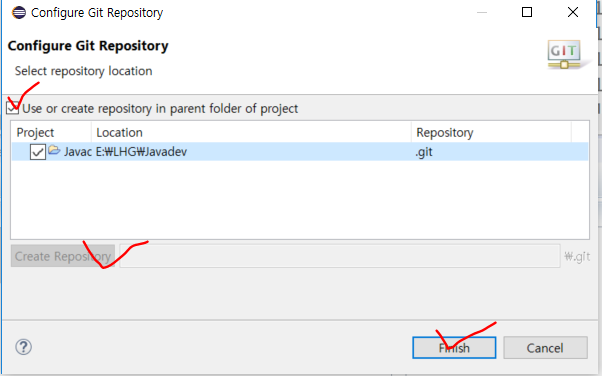 Configure Git Repository
Configure Git Repository
Select repository location
GIT
Use or create repository in parent folder of project
Project Location Repository
Javac E:₩LHG₩Javadev .git
Create Repository ₩.git
Finish Cancel